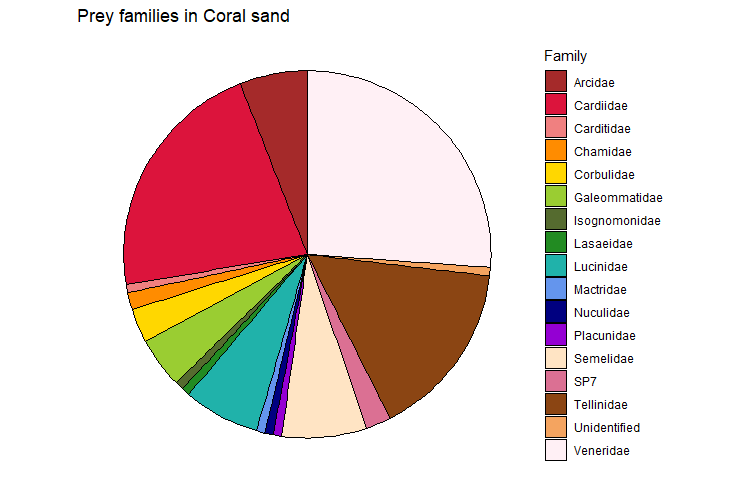 Prey families in Coral sand
Family
Arcidae
Cardiidae
Carditidae
Chamidae
Corbulidae
Galeommatidae
Isognomonidae
Lasaeidae
Lucinidae
Mactridae
Nuculidae
Placunidae
Semelidae
SP7
Tellinidae
Unidentified
Veneridae